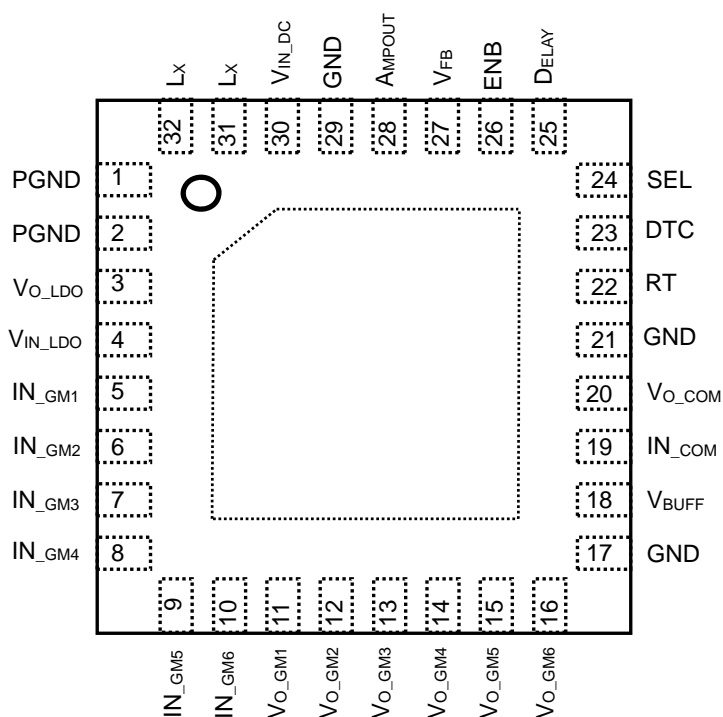 LX
LX
VIN_DC
GND
AMPOUT
VFB
ENB
DELAY
32
31
30
29
28
27
26
25
PGND 1
PGND 2
VO_LDO 3
VIN_LDO 4
IN_GM1 5
IN_GM2 6
IN_GM3 7
IN_GM4 8
24 SEL
23 DTC
22 RT
21 GND
20 VO_COM
19 IN_COM
18 VBUFF
17 GND
9
10
11
12
13
14
15
16
IN_GM5
IN_GM6
VO_GM1
VO_GM2
VO_GM3
VO_GM4
VO_GM5
VO_GM6